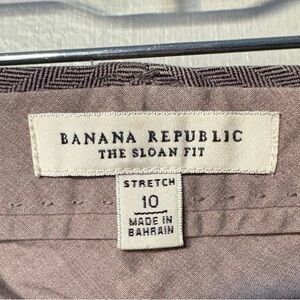 BANANA REPUBLIC
THE SLOAN FIT
STRETCH
10
MADE IN
BAHRAIN